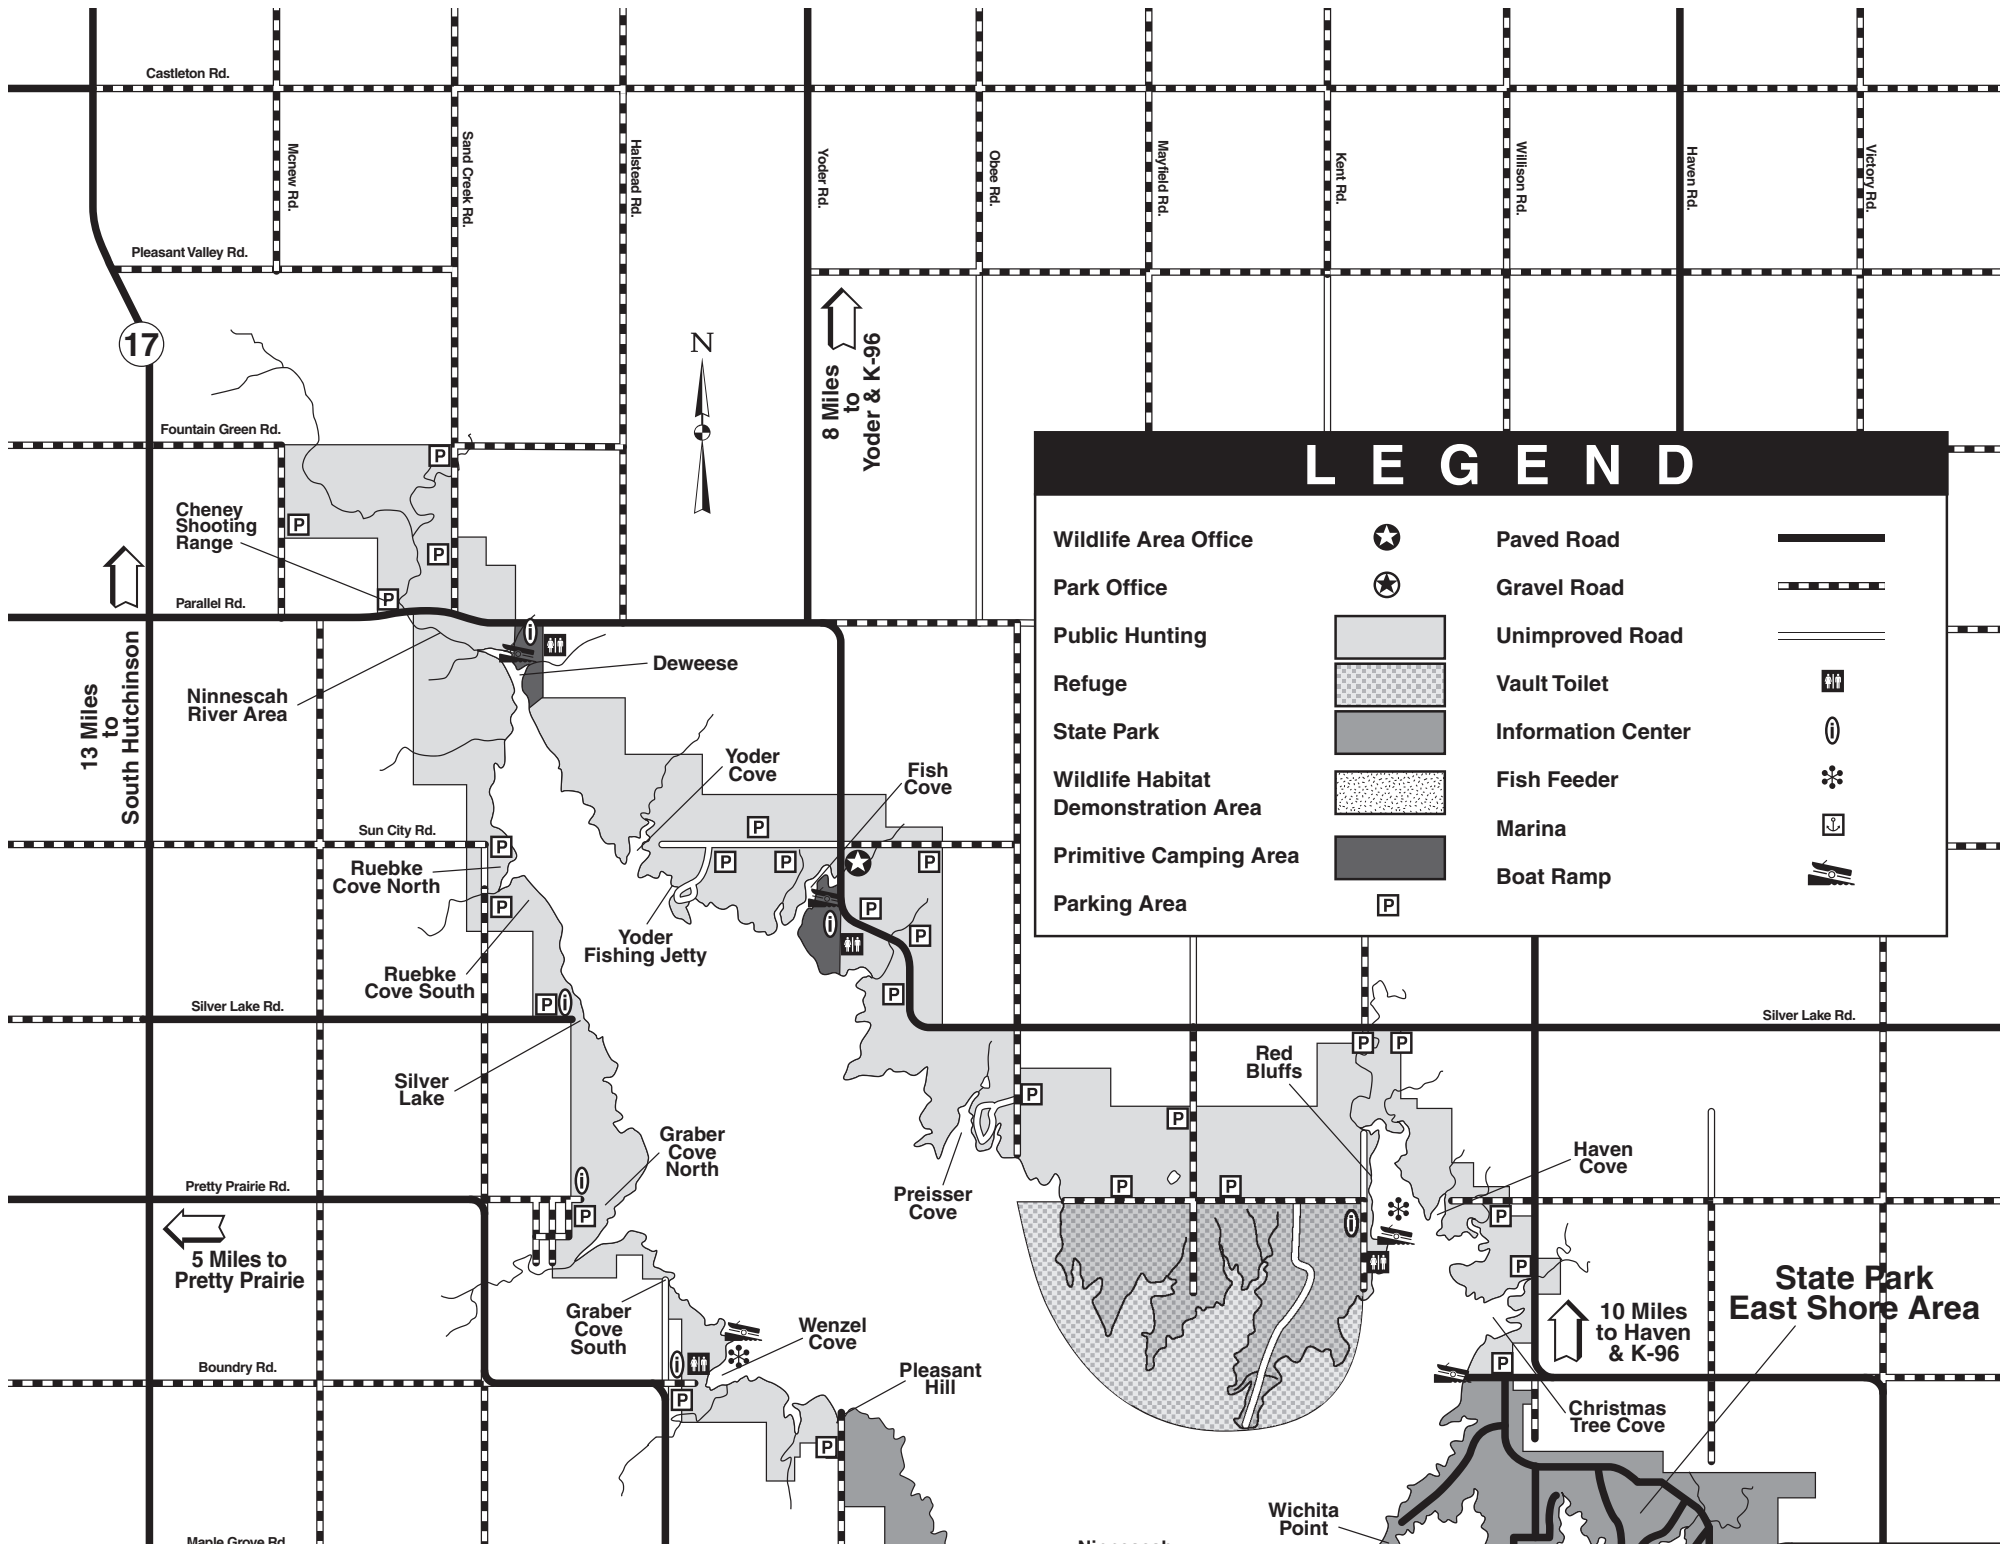 Castleton Rd.
Mcnew Rd.
Sand Creek Rd.
Halstead Rd.
Yoder Rd.
Obee Rd.
Mayfield Rd.
Kent Rd.
Willison Rd.
Haven Rd.
Victory Rd.
Pleasant Valley Rd.
17
N
8 Miles
to
Yoder & K-96
Fountain Green Rd.
P
Cheney
Shooting
Range
P
P
P
Parallel Rd.
13 Miles
to
South Hutchinson
Ninnescah
River Area
i
Deweese
LEGEND
Wildlife Area Office
Park Office
Public Hunting
Refuge
State Park
Wildlife Habitat
Demonstration Area
Primitive Camping Area
Parking Area
P
Paved Road
Gravel Road
Unimproved Road
Vault Toilet
Information Center
i
Fish Feeder
Marina
Boat Ramp
Yoder
Cove
Fish
Cove
Sun City Rd.
P
P
P
P
P
Ruebke
Cove North
P
P
i
P
Yoder
Fishing Jetty
Ruebke
Cove South
P
i
P
Silver Lake Rd.
Silver Lake Rd.
Silver
Lake
Red
Bluffs
P
P
P
P
Graber
Cove
North
Haven
Cove
Preisser
Cove
Pretty Prairie Rd.
i
P
P
P
i
P
5 Miles to
Pretty Prairie
P
State Park
East Shore Area
10 Miles
to Haven
& K-96
Graber
Cove
South
Wenzel
Cove
Boundry Rd.
i
P
P
Pleasant
Hill
Christmas
Tree Cove
P
Wichita
Point
Maple Grove Rd.
Ninnescah